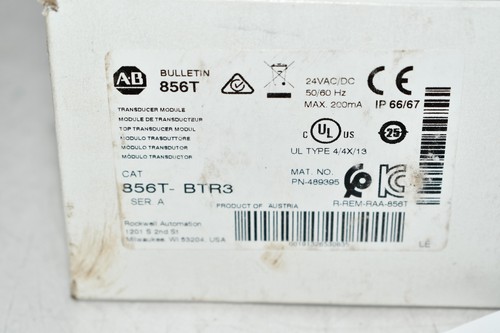 A-B
BULLETIN
856T
24VAC/DC
50/60 Hz
MAX. 200mA
CE
IP 66/67
TRANSDUCER MODULE
MODULE DE TRANSDUCTEUR
TOP TRANSDUCER MODUL
MODULO TRASDUTTORE
MÓDULO TRANSDUTOR
MÓDULO TRANSDUCTOR
C UL US
25
UL TYPE 4/4X/13
CAT
856T- BTR3
SER. A
MAT. NO.
PN-489395
R-REM-RAA-856T
PRODUCT OF AUSTRIA
Rockwell Automation
1201 S 2nd St
Milwaukee, WI 53204, USA
LE